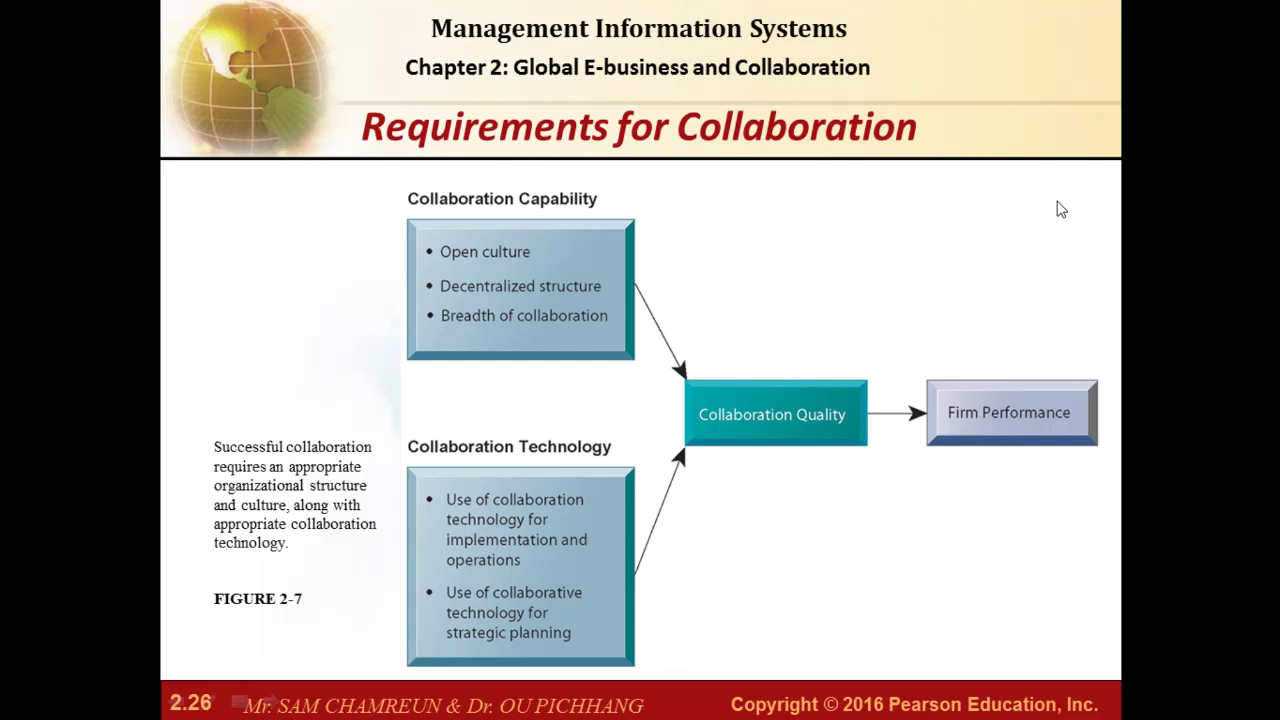 Management Information Systems
Chapter 2: Global E-business and Collaboration
Requirements for Collaboration
Collaboration Capability
• Open culture
• Decentralized structure
• Breadth of collaboration
Collaboration Quality
Firm Performance
Collaboration Technology
• Use of collaboration
technology for
implementation and
operations
• Use of collaborative
technology for
strategic planning
Successful collaboration
requires an appropriate
organizational structure
and culture, along with
appropriate collaboration
technology.
FIGURE 2-7
2.26
Mr. SAM CHAMREUN & Dr. OU PICHHANG
Copyright © 2016 Pearson Education, Inc.